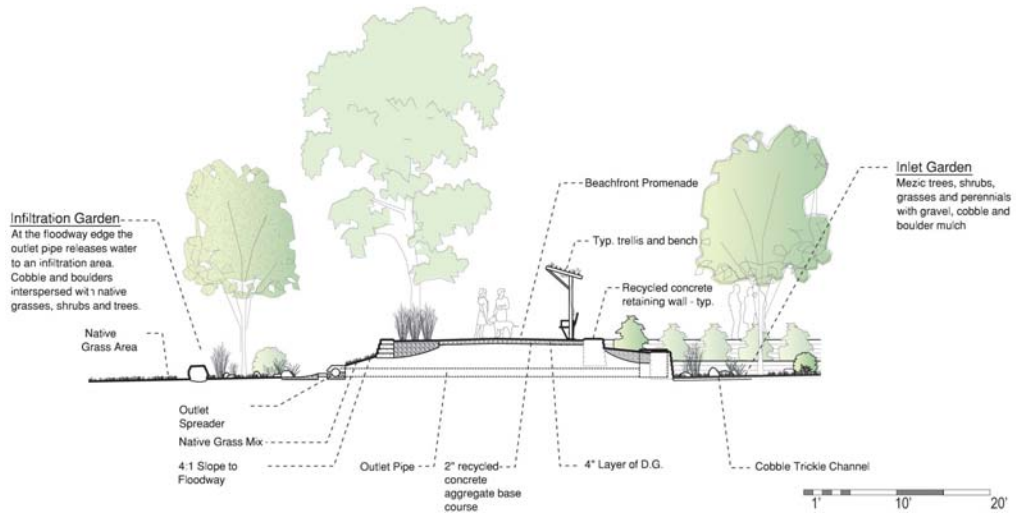 Infiltration Garden
At the floodway edge the
outlet pipe releases water
to an infiltration area.
Cobble and boulders
interspersed with native
grasses, shrubs and trees.
Native
Grass Area
Outlet
Spreader
Native Grass Mix
4:1 Slope to
Floodway
Outlet Pipe
2" recycled
concrete
aggregate base
course
4" Layer of D.G.
Beachfront Promenade
Typ. trellis and bench
Recycled concrete
retaining wall - typ.
Inlet Garden
Mezic trees, shrubs,
grasses and perennials
with gravel, cobble and
boulder mulch
Cobble Trickle Channel
1' 10' 20'